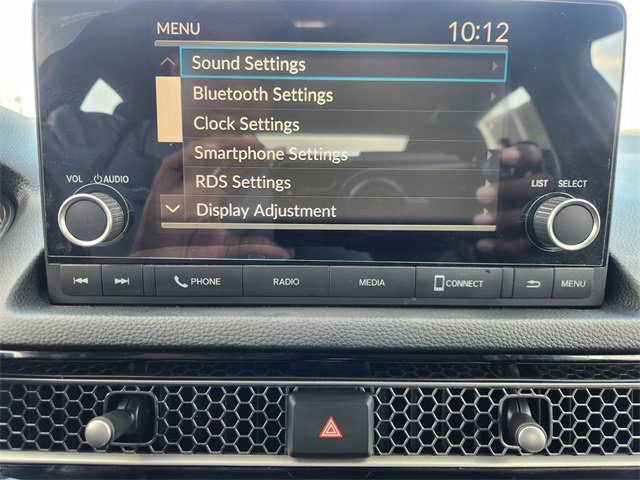 MENU 10:12
Sound Settings
Bluetooth Settings
Clock Settings
Smartphone Settings
RDS Settings
Display Adjustment
VOL AUDIO LIST SELECT
PHONE RADIO MEDIA CONNECT MENU